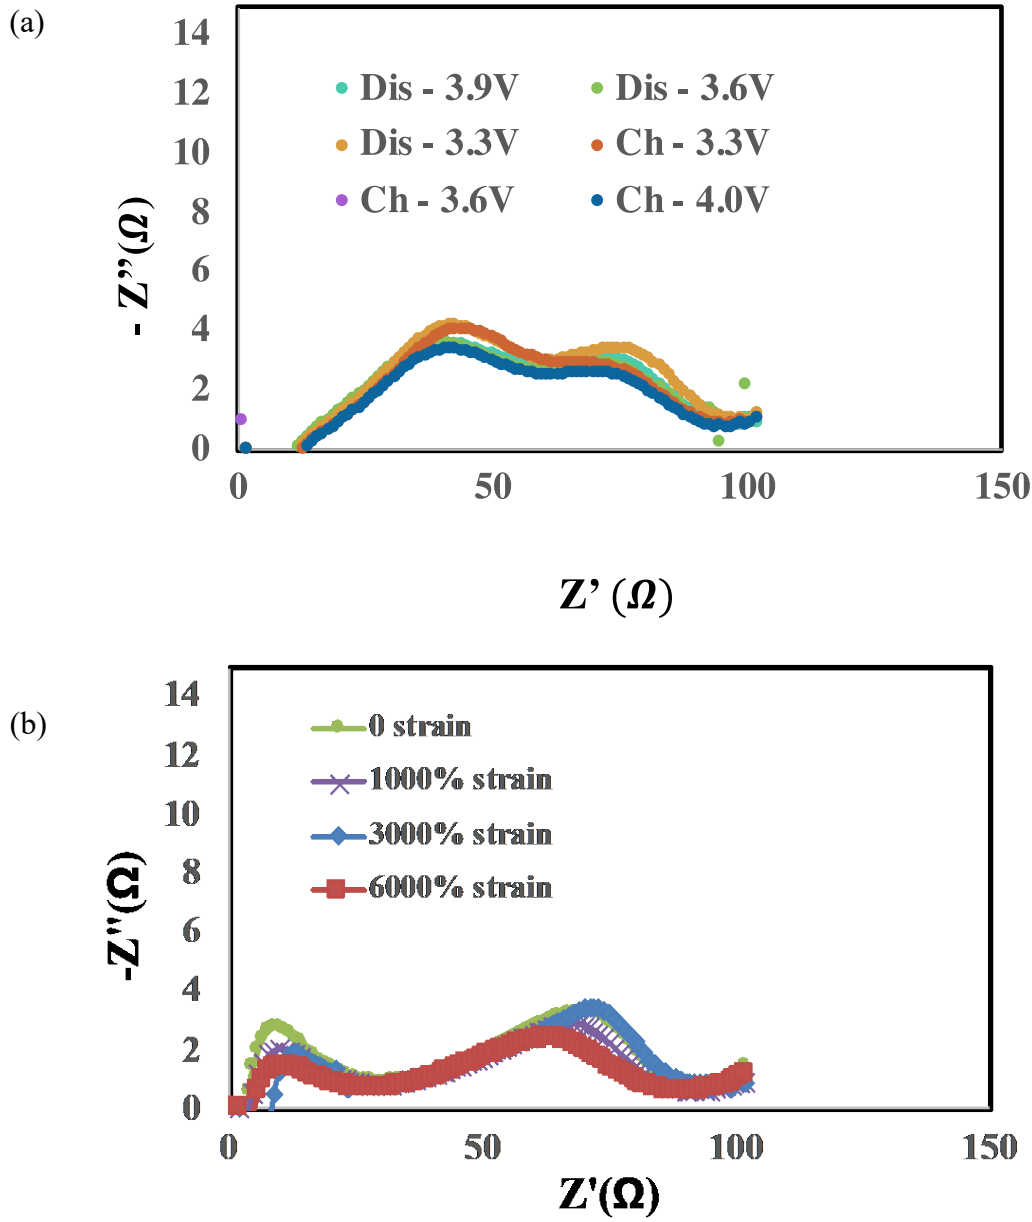 (a)
14
12
10
8
6
4
2
0
- Z”(Ω)
Dis - 3.9V
Dis - 3.6V
Dis - 3.3V
Ch - 3.3V
Ch - 3.6V
Ch - 4.0V
0 50 100 150
Z’ (Ω)
(b)
14
12
10
8
6
4
2
0
-Z"(Ω)
0 strain
1000% strain
3000% strain
6000% strain
0 50 100 150
Z'(Ω)